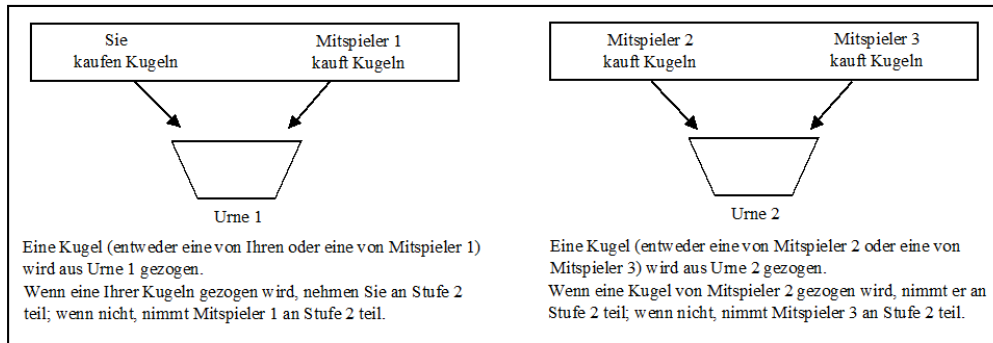 Sie
kaufen Kugeln
Mitspieler 1
kauft Kugeln
Urne 1
Eine Kugel (entweder eine von Ihren oder eine von Mitspieler 1)
wird aus Urne 1 gezogen.
Wenn eine Ihrer Kugeln gezogen wird, nehmen Sie an Stufe 2
teil; wenn nicht, nimmt Mitspieler 1 an Stufe 2 teil.
Mitspieler 2
kauft Kugeln
Mitspieler 3
kauft Kugeln
Urne 2
Eine Kugel (entweder eine von Mitspieler 2 oder eine von
Mitspieler 3) wird aus Urne 2 gezogen.
Wenn eine Kugel von Mitspieler 2 gezogen wird, nimmt er an
Stufe 2 teil; wenn nicht, nimmt Mitspieler 3 an Stufe 2 teil.